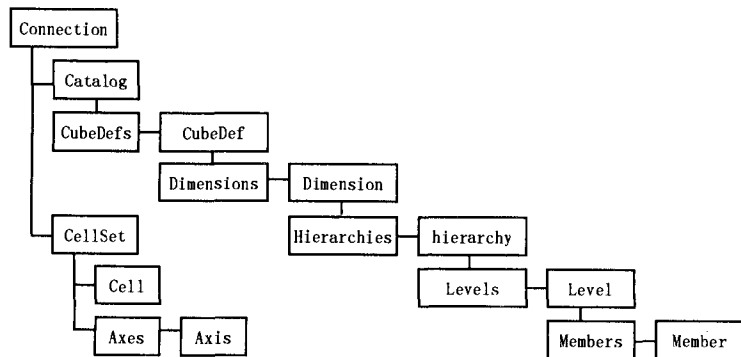 Connection
Catalog
CubeDefs
CubeDef
Dimensions
Dimension
CellSet
Hierarchies
hierarchy
Cell
Levels
Level
Axes
Axis
Members
Member